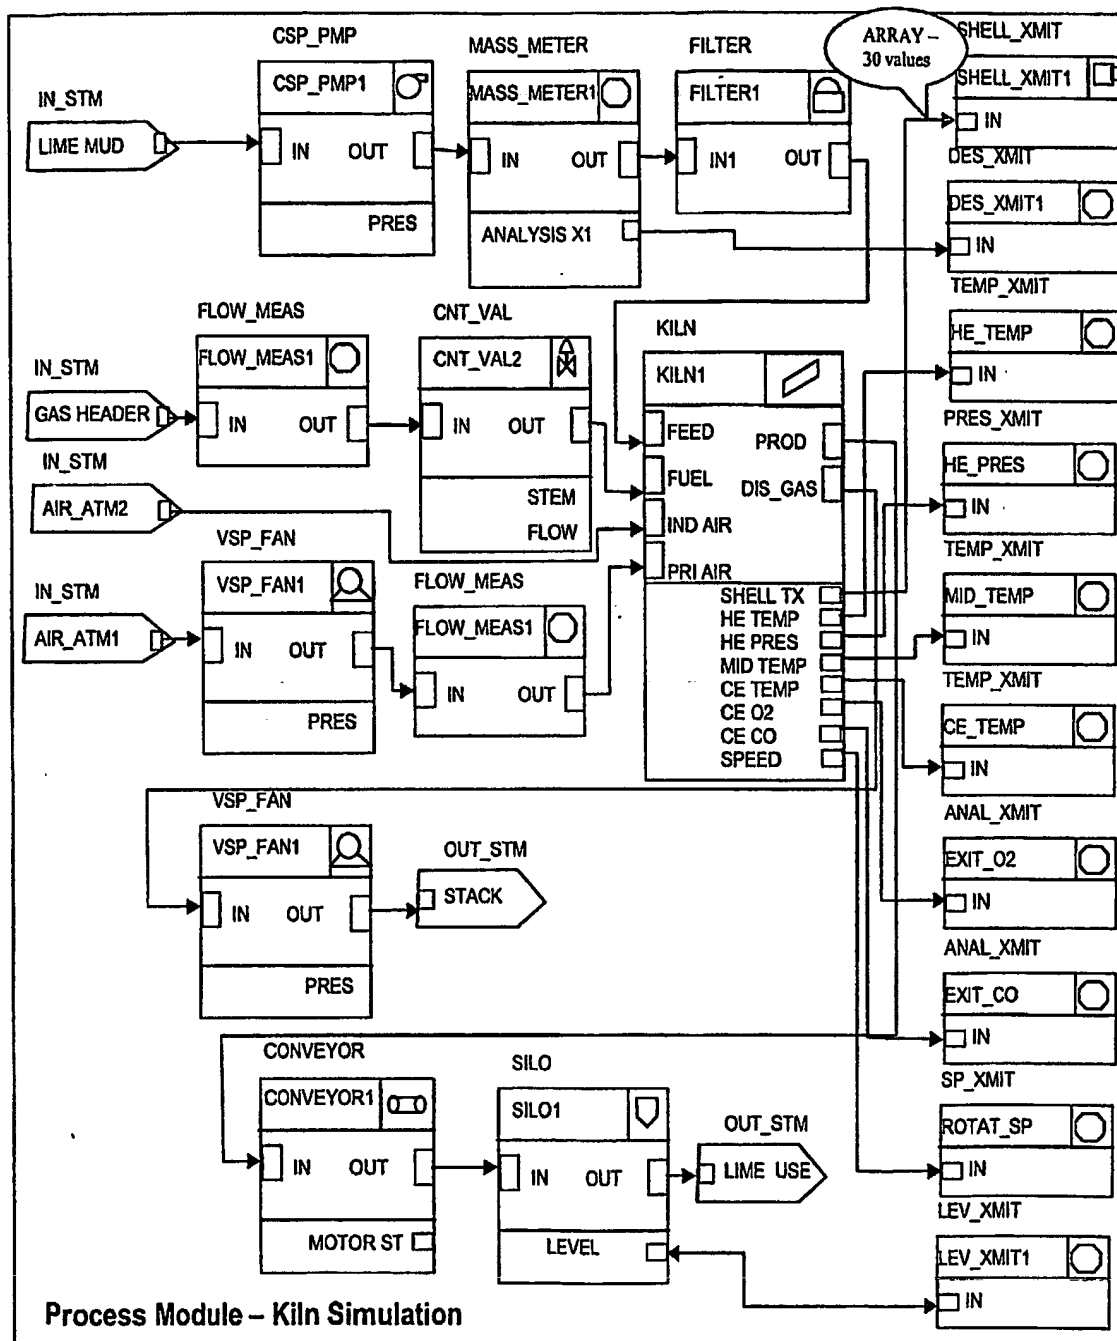 CSP_PMP
MASS_METER
FILTER
ARRAY –
30 values
SHELL_XMIT
IN_STM
CSP_PMP1
MASS_METER1
FILTER1
SHELL_XMIT1
LIME MUD
IN OUT
IN OUT
IN1 OUT
IN
PRES
ANALYSIS X1
DES_XMIT
DES_XMIT1
IN
FLOW_MEAS
CNT_VAL
KILN
TEMP_XMIT
IN_STM
FLOW_MEAS1
CNT_VAL2
KILN1
HE_TEMP
GAS HEADER
IN OUT
IN OUT
IN
STEM
FLOW
FEED
FUEL
IND AIR
PRI AIR
PROD
DIS_GAS
SHELL TX
HE TEMP
HE PRES
MID TEMP
CE TEMP
CE O2
CE CO
SPEED
PRES_XMIT
HE_PRES
IN
IN_STM
AIR_ATM2
VSP_FAN
FLOW_MEAS
TEMP_XMIT
IN_STM
VSP_FAN1
FLOW_MEAS1
MID_TEMP
AIR_ATM1
IN OUT
IN OUT
IN
PRES
TEMP_XMIT
CE_TEMP
IN
VSP_FAN
OUT_STM
ANAL_XMIT
VSP_FAN1
STACK
EXIT_O2
IN OUT
IN
PRES
ANAL_XMIT
EXIT_CO
IN
CONVEYOR
SILO
SP_XMIT
CONVEYOR1
SILO1
OUT_STM
ROTAT_SP
IN OUT
IN OUT
LIME USE
IN
MOTOR ST
LEVEL
LEV_XMIT
LEV_XMIT1
IN
Process Module – Kiln Simulation